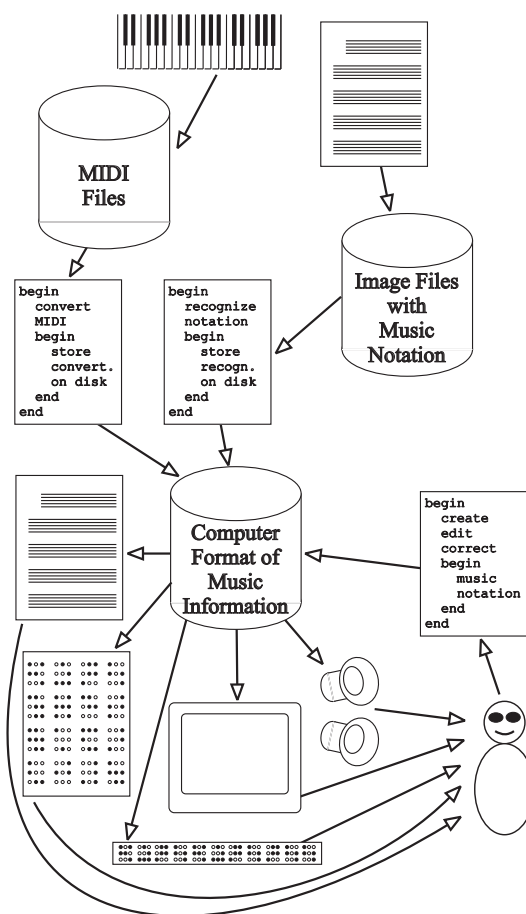 MIDI
Files
Image Files
with
Music
Notation
begin
convert
MIDI
begin
store
convert.
on disk
end
end
begin
recognize
notation
begin
store
recogn.
on disk
end
end
Computer
Format of
Music
Information
begin
create
edit
correct
begin
music
notation
end
end